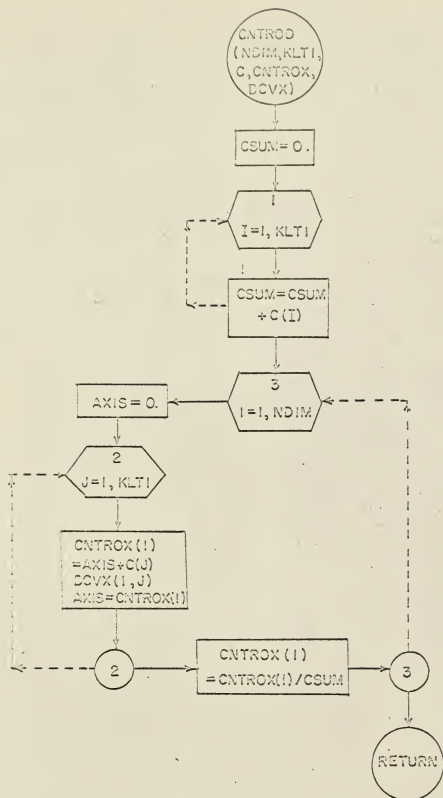 CNTROD
(NDIM,KLT1,
C,CNTROX,
DCVX)
CSUM=0.
1
I=1, KLT1
CSUM=CSUM
+C(I)
3
I=1, NDIM
AXIS=0.
2
J=1, KLT1
CNTROX(I)
=AXIS+C(J)
DCVX(I,J)
AXIS=CNTROX(I)
2
CNTROX(I)
=CNTROX(I)/CSUM
3
RETURN